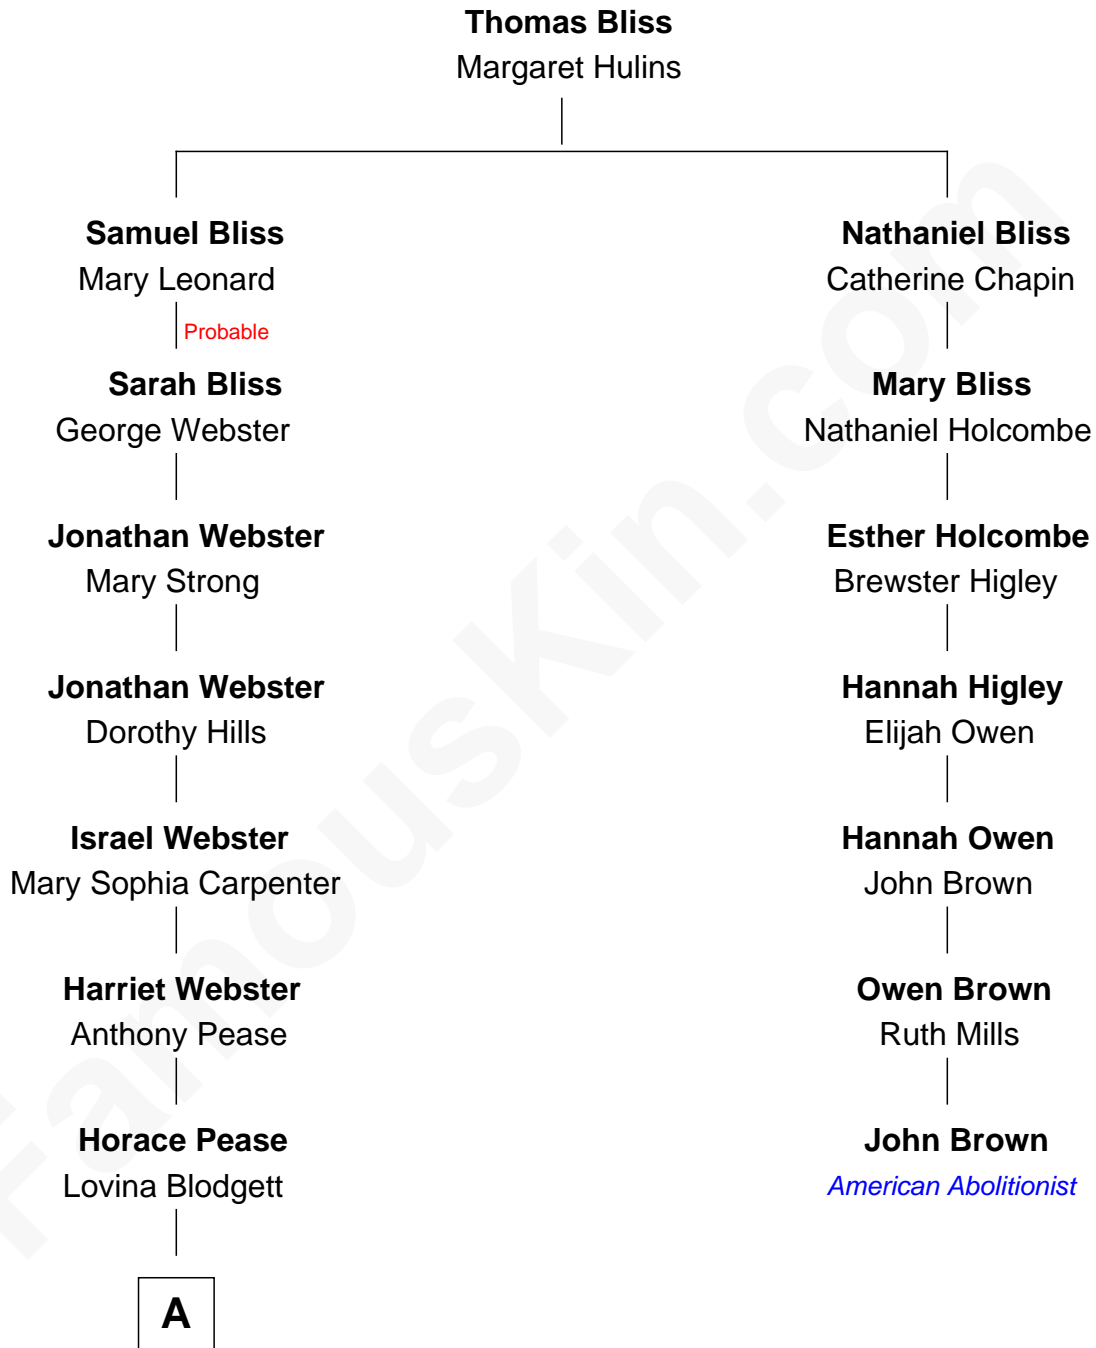 Thomas Bliss
Margaret Hulins
Samuel Bliss
Mary Leonard
Probable
Sarah Bliss
George Webster
Jonathan Webster
Mary Strong
Jonathan Webster
Dorothy Hills
Israel Webster
Mary Sophia Carpenter
Harriet Webster
Anthony Pease
Horace Pease
Lovina Blodgett
A
Nathaniel Bliss
Catherine Chapin
Mary Bliss
Nathaniel Holcombe
Esther Holcombe
Brewster Higley
Hannah Higley
Elijah Owen
Hannah Owen
John Brown
Owen Brown
Ruth Mills
John Brown
American Abolitionist
FamousKin.com